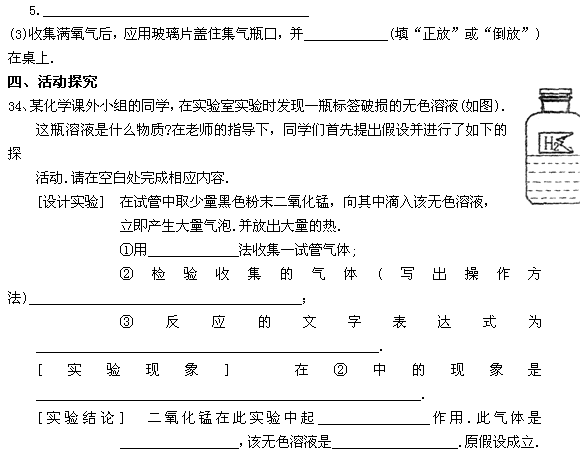 5.____________________
(3)收集满氧气后，应用玻璃片盖住集气瓶口，并____________(填“正放”或“倒放”)
在桌上.
四、活动探究
34、某化学课外小组的同学，在实验室实验时发现一瓶标签破损的无色溶液(如图).
这瓶溶液是什么物质?在老师的指导下，同学们首先提出假设并进行了如下的
探
活动.请在空白处完成相应内容.
H2
[设计实验] 在试管中取少量黑色粉末二氧化锰，向其中滴入该无色溶液，
立即产生大量气泡.并放出大量的热.
①用____________法收集一试管气体;
②检验收集的气体(写出操作方
法)____________________;
③反应的文字表达式为
____________________.
[实验现象] 在②中的现象是
____________________.
[实验结论] 二氧化锰在此实验中起____________作用.此气体是
____________,该无色溶液是____________.原假设成立.